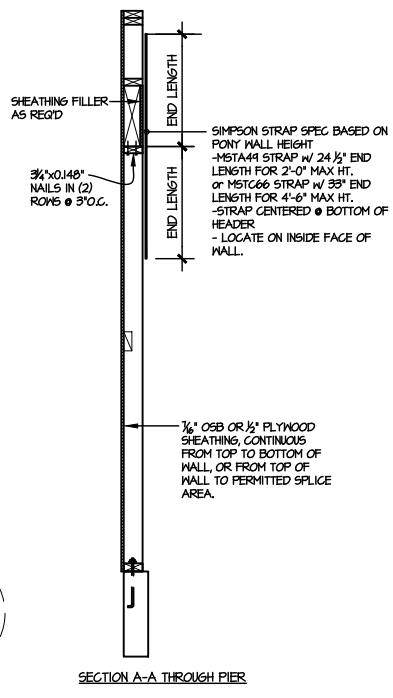 END LENGTH
SHEATHING FILLER
AS REQ'D
SIMPSON STRAP SPEC BASED ON
PONY WALL HEIGHT
-MSTA49 STRAP W/ 24 ½" END
LENGTH FOR 2'-0" MAX HT.
or MSTC66 STRAP W/ 33" END
LENGTH FOR 4'-6" MAX HT.
-STRAP CENTERED @ BOTTOM OF
HEADER
- LOCATE ON INSIDE FACE OF
WALL.
3¼"x0.148"
NAILS IN (2)
ROWS @ 3"O.C.
END LENGTH
7/16" OSB OR ½" PLYWOOD
SHEATHING, CONTINUOUS
FROM TOP TO BOTTOM OF
WALL, OR FROM TOP OF
WALL TO PERMITTED SPLICE
AREA.
SECTION A-A THROUGH PIER